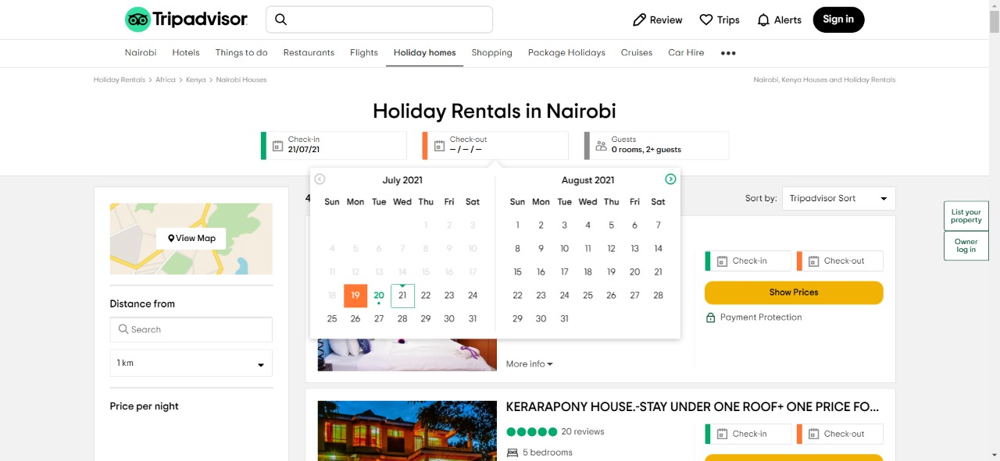 Tripadvisor
Review
Trips
Alerts
Sign in
Nairobi
Hotels
Things to do
Restaurants
Flights
Holiday homes
Shopping
Package Holidays
Cruises
Car Hire
•••
Holiday Rentals > Africa > Kenya > Nairobi Houses
Nairobi, Kenya Houses and Holiday Rentals
Holiday Rentals in Nairobi
Check-in
21/07/21
Check-out
– / – / –
Guests
0 rooms, 2+ guests
July 2021
Sun Mon Tue Wed Thu Fri Sat
1 2 3
4 5 6 7 8 9 10
11 12 13 14 15 16 17
18 19 20 21 22 23 24
25 26 27 28 29 30 31
August 2021
Sun Mon Tue Wed Thu Fri Sat
1 2 3 4 5 6 7
8 9 10 11 12 13 14
15 16 17 18 19 20 21
22 23 24 25 26 27 28
29 30 31
4
Sort by: Tripadvisor Sort
List your
property
Owner
log in
View Map
Distance from
Search
1 km
Price per night
Check-in
Check-out
Show Prices
Payment Protection
More info
KERARAPONY HOUSE.-STAY UNDER ONE ROOF+ ONE PRICE FO...
20 reviews
5 bedrooms
Check-in
Check-out